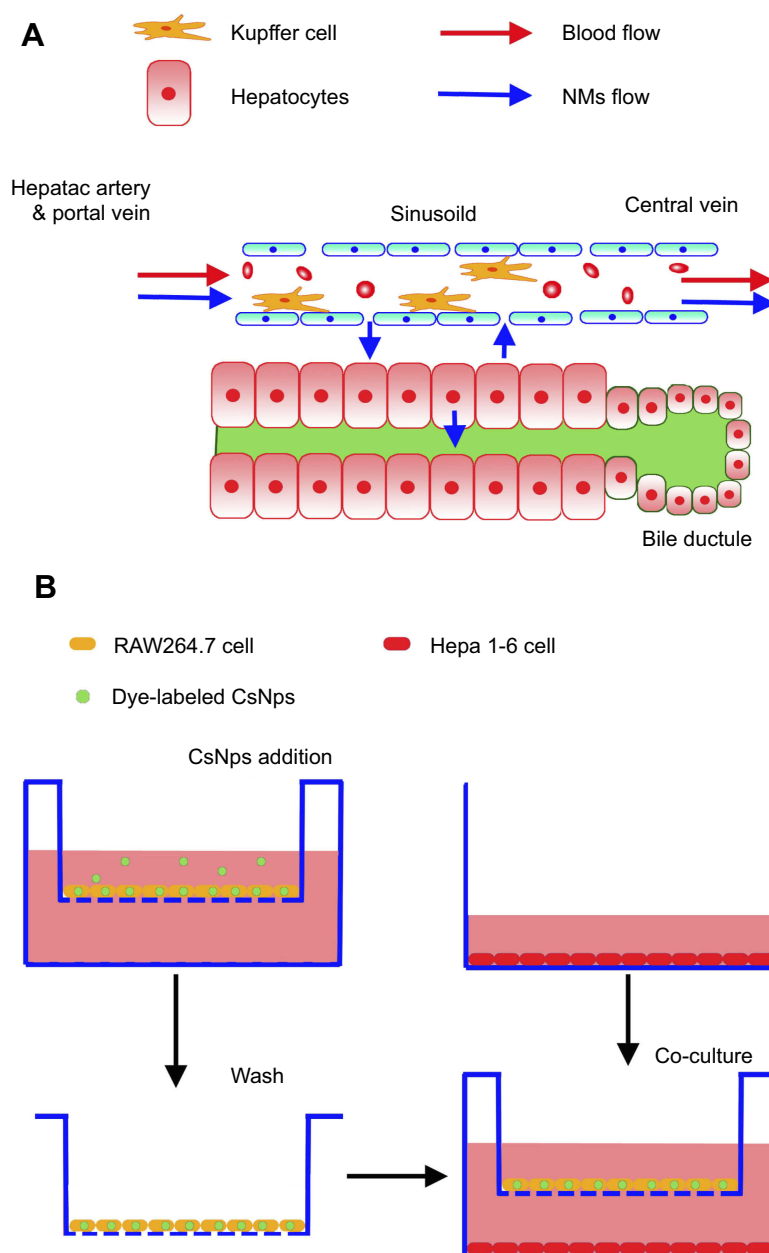 A
Kupffer cell
Blood flow
Hepatocytes
NMs flow
Hepatac artery
& portal vein
Sinusoild
Central vein
Bile ductule
B
RAW264.7 cell
Hepa 1-6 cell
Dye-labeled CsNps
CsNps addition
Wash
Co-culture